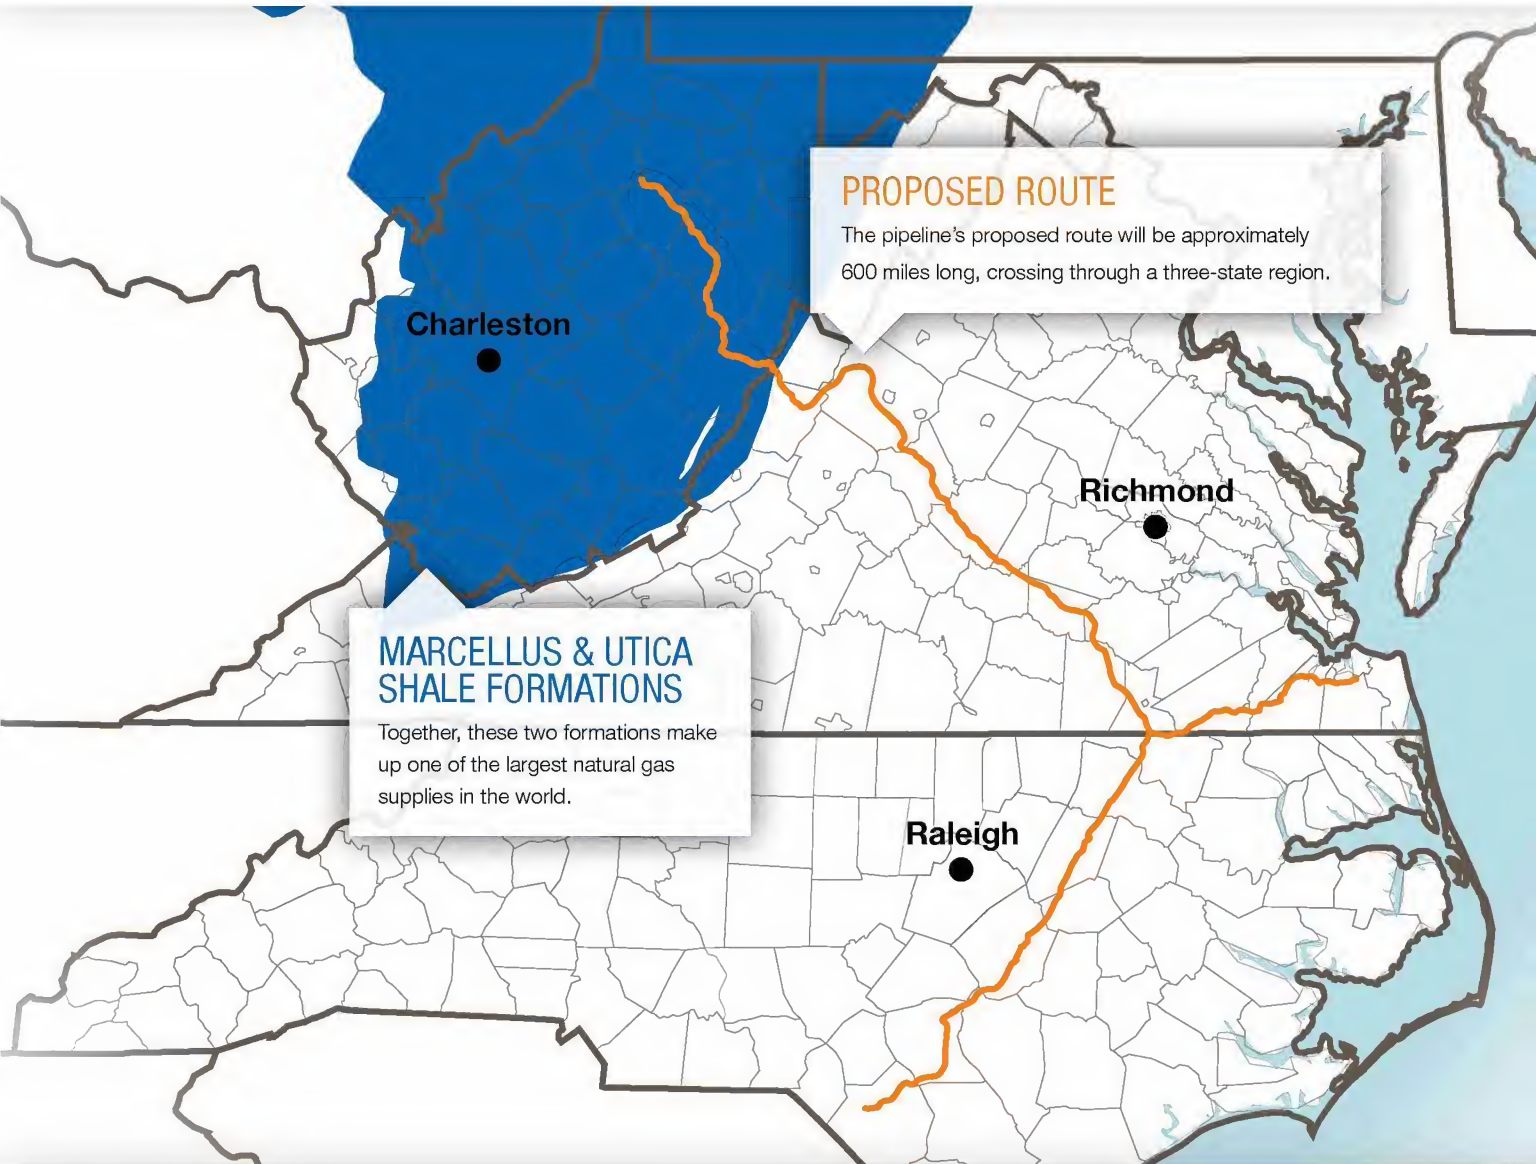 PROPOSED ROUTE
The pipeline's proposed route will be approximately
600 miles long, crossing through a three-state region.
Charleston
Richmond
MARCELLUS & UTICA
SHALE FORMATIONS
Together, these two formations make
up one of the largest natural gas
supplies in the world.
Raleigh